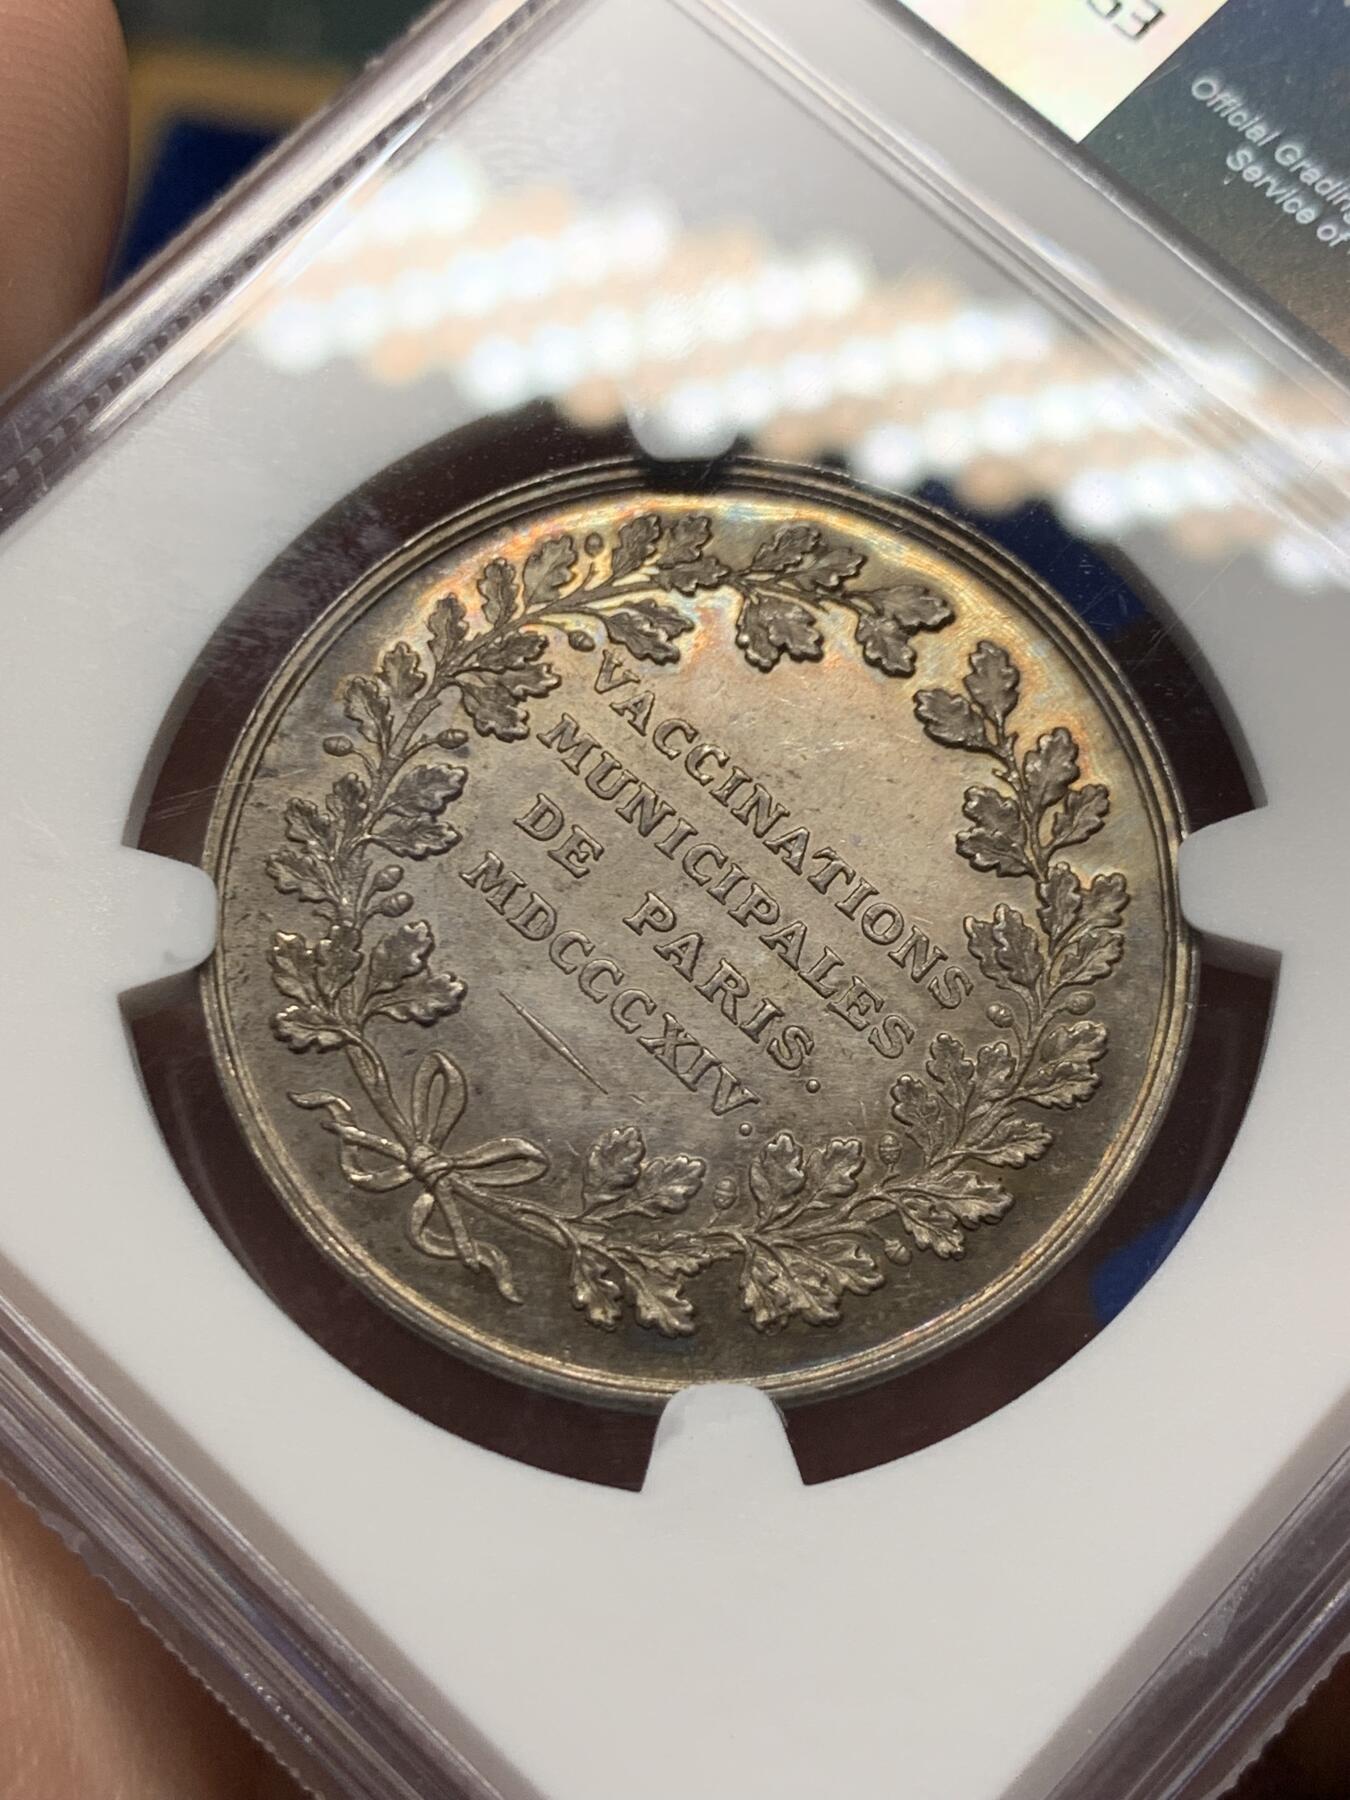 Official Grading
Service of
VACCINATIONS
MUNICIPALES
DE PARIS.
MDCCCXIV.